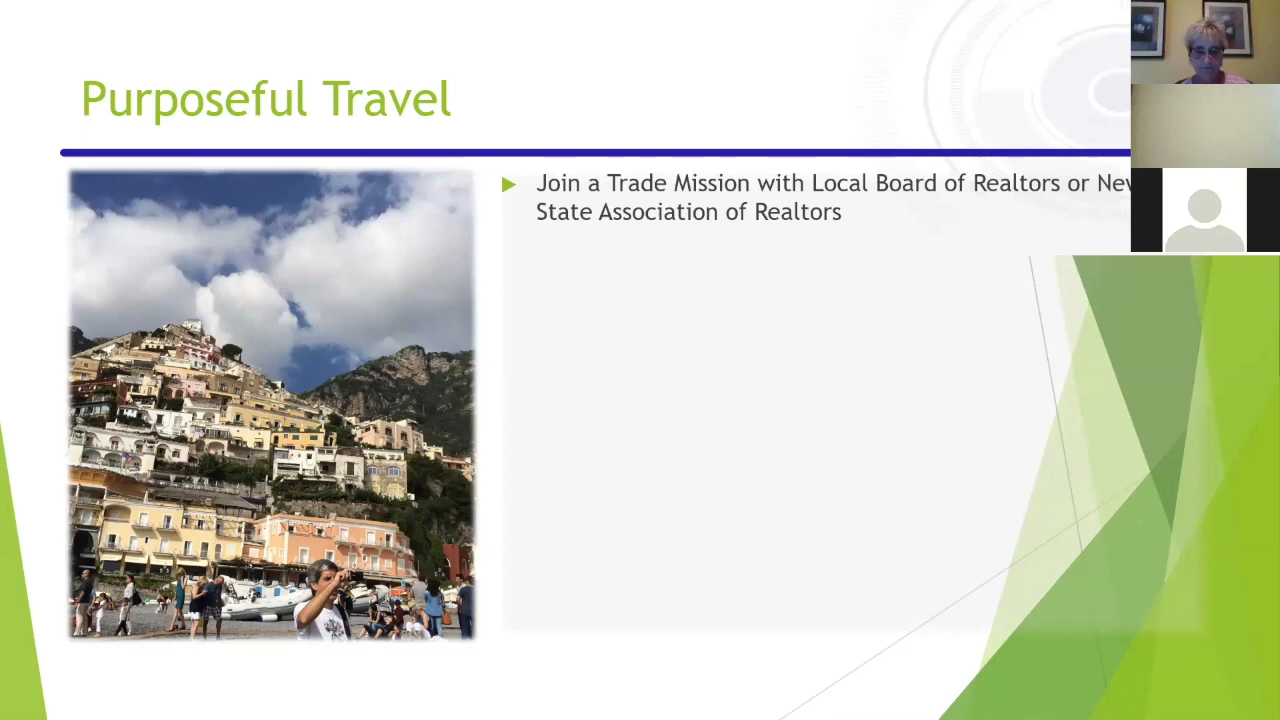 Purposeful Travel
Join a Trade Mission with Local Board of Realtors or
State Association of Realtors